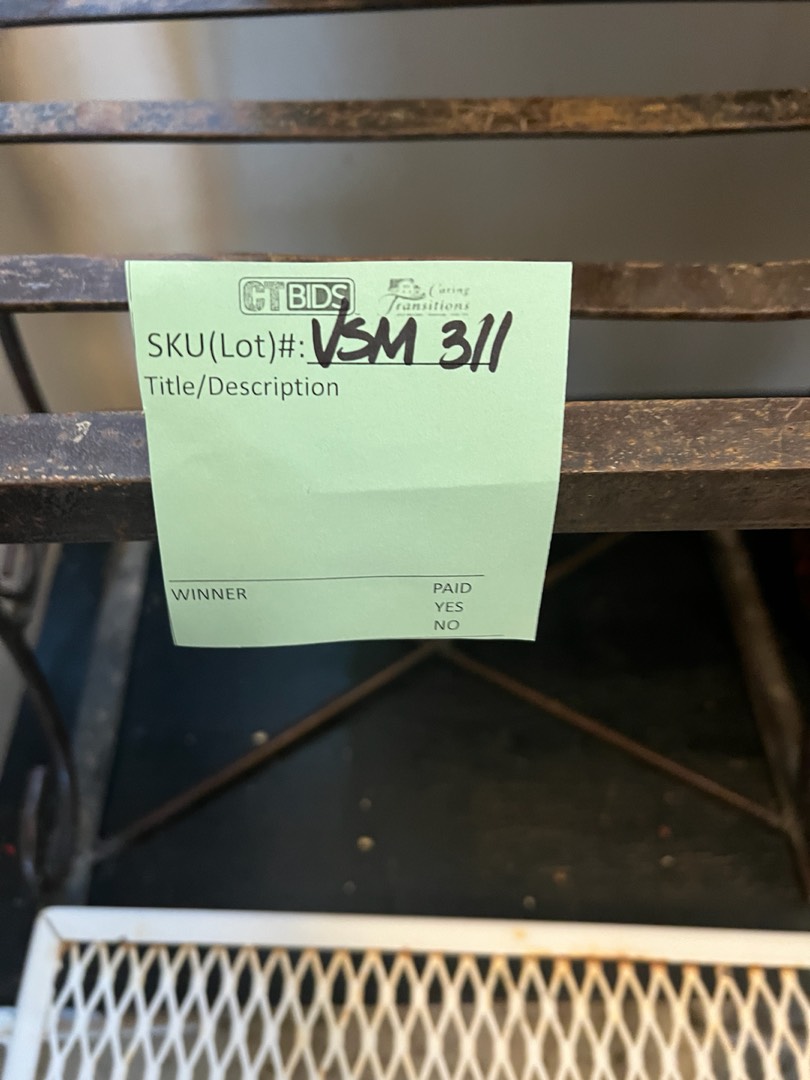 CTBIDS Caring Transitions
SKU(Lot)#: VSM 311
Title/Description
WINNER PAID
YES
NO